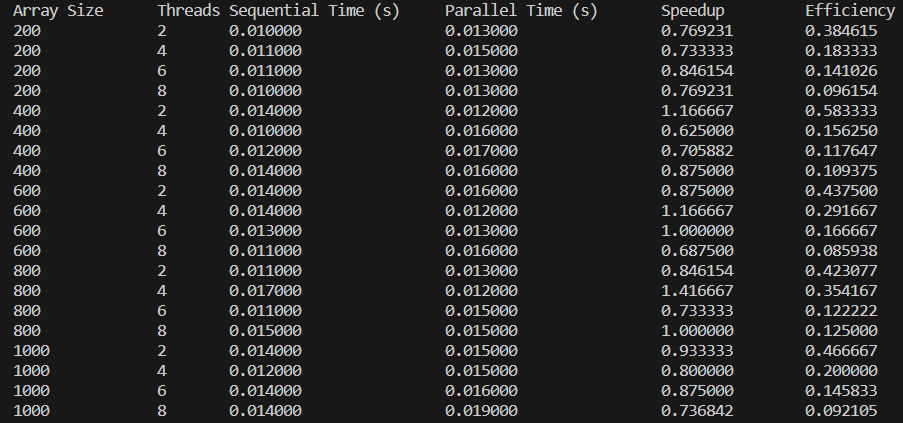 Array Size Threads Sequential Time (s) Parallel Time (s) Speedup Efficiency
200 2 0.010000 0.013000 0.769231 0.384615
200 4 0.011000 0.015000 0.733333 0.183333
200 6 0.011000 0.013000 0.846154 0.141026
200 8 0.010000 0.013000 0.769231 0.096154
400 2 0.014000 0.012000 1.166667 0.583333
400 4 0.010000 0.016000 0.625000 0.156250
400 6 0.012000 0.017000 0.705882 0.117647
400 8 0.014000 0.016000 0.875000 0.109375
600 2 0.014000 0.016000 0.875000 0.437500
600 4 0.014000 0.012000 1.166667 0.291667
600 6 0.013000 0.013000 1.000000 0.166667
600 8 0.011000 0.016000 0.687500 0.085938
800 2 0.011000 0.013000 0.846154 0.423077
800 4 0.017000 0.012000 1.416667 0.354167
800 6 0.011000 0.015000 0.733333 0.122222
800 8 0.015000 0.015000 1.000000 0.125000
1000 2 0.014000 0.015000 0.933333 0.466667
1000 4 0.012000 0.015000 0.800000 0.200000
1000 6 0.014000 0.016000 0.875000 0.145833
1000 8 0.014000 0.019000 0.736842 0.092105